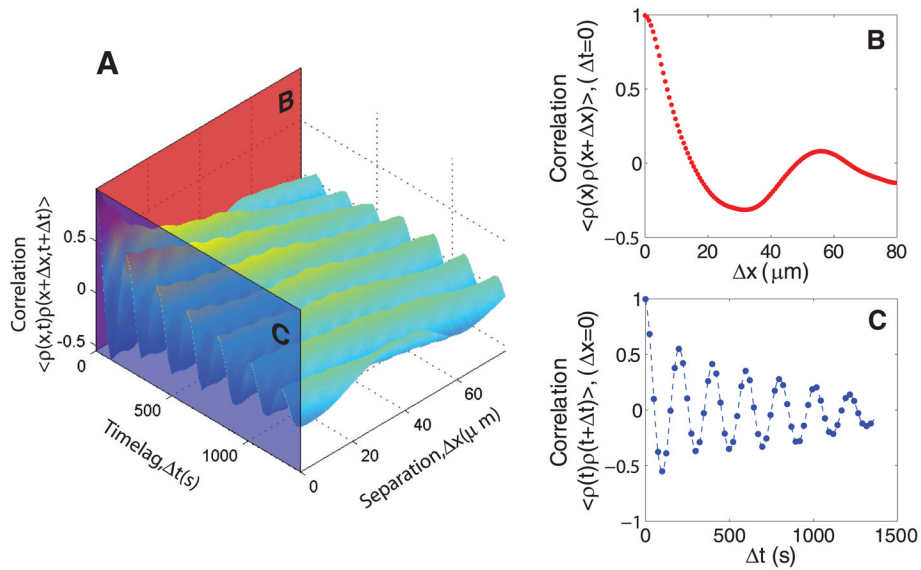 A
B
C
Correlation
<ρ(x,t)ρ(x+Δx,t+Δt)>
0.5
0
-0.5
0
500
1000
Timelag,Δt(s)
0
20
40
60
Separation,Δx(μ m)
B
Correlation
<ρ(x)ρ(x+Δx)>, ( Δt=0)
1
0.5
0
−0.5
0
20
40
60
80
Δx ( μm)
C
Correlation
<ρ(t)ρ(t+Δt)>, (Δx=0)
1
0.5
0
−0.5
−1
0
500
1000
1500
Δt (s)